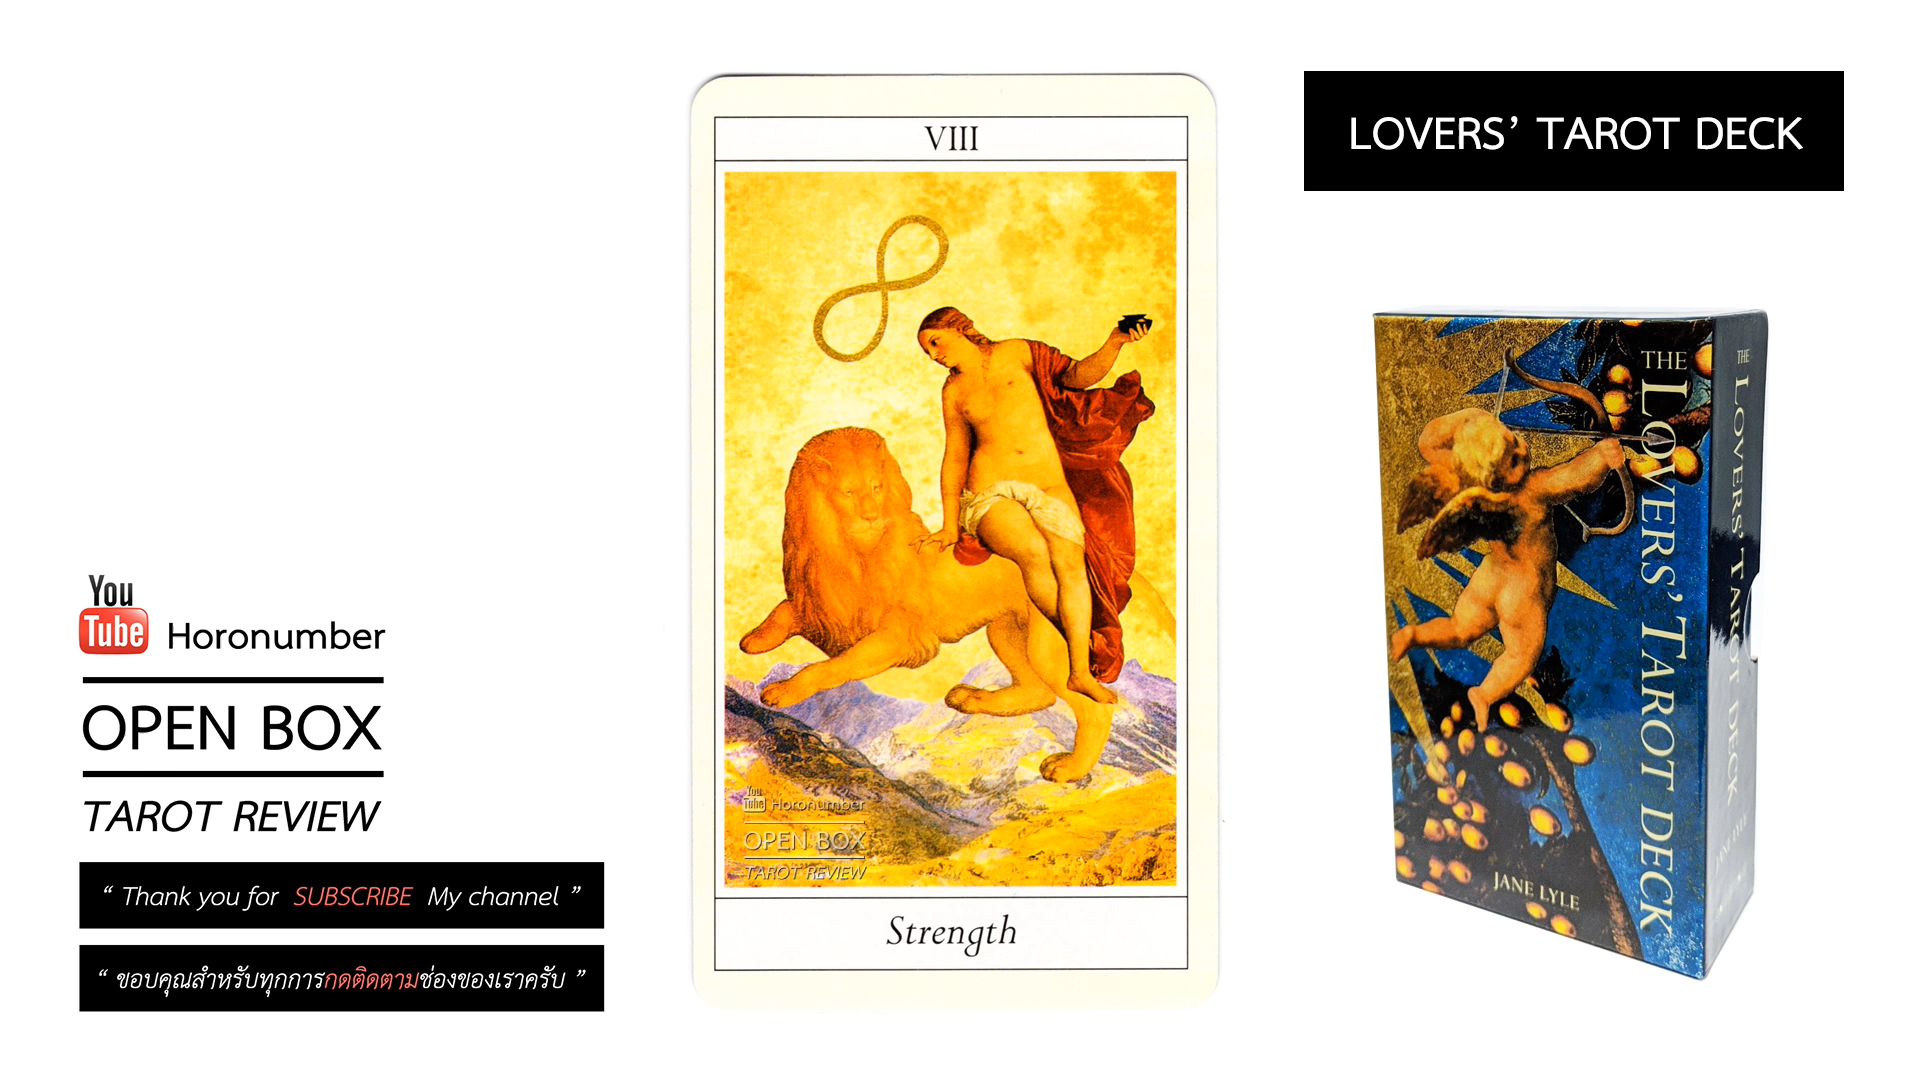 LOVERS’ TAROT DECK
VIII
Strength
You
Tube Horonumber
OPEN BOX
TAROT REVIEW
“ Thank you for SUBSCRIBE My channel ”
“ ขอบคุณสำหรับทุกการกดติดตามช่องของเราครับ ”
You
Tube Horonumber
OPEN BOX
TAROT REVIEW
THE LOVERS’ TAROT DECK
JANE LYLE
THE LOVERS’ TAROT DECK